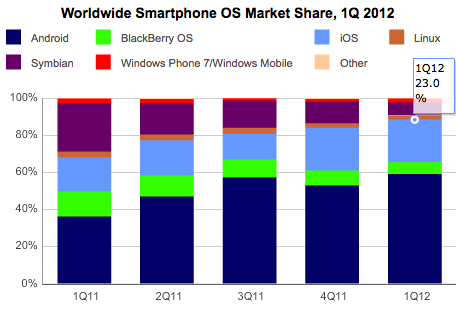 Worldwide Smartphone OS Market Share, 1Q 2012
Android BlackBerry OS iOS Linux
Symbian Windows Phone 7/Windows Mobile Other
1Q12
23.0
%
100%
80%
60%
40%
20%
0%
1Q11 2Q11 3Q11 4Q11 1Q12